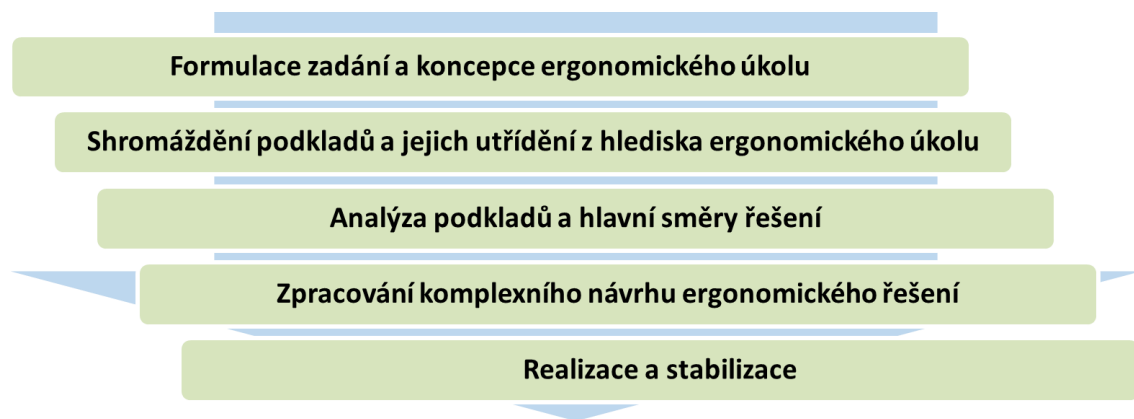 Formulace zadání a koncepce ergonomického úkolu
Shromáždění podkladů a jejich utřídění z hlediska ergonomického úkolu
Analýza podkladů a hlavní směry řešení
Zpracování komplexního návrhu ergonomického řešení
Realizace a stabilizace